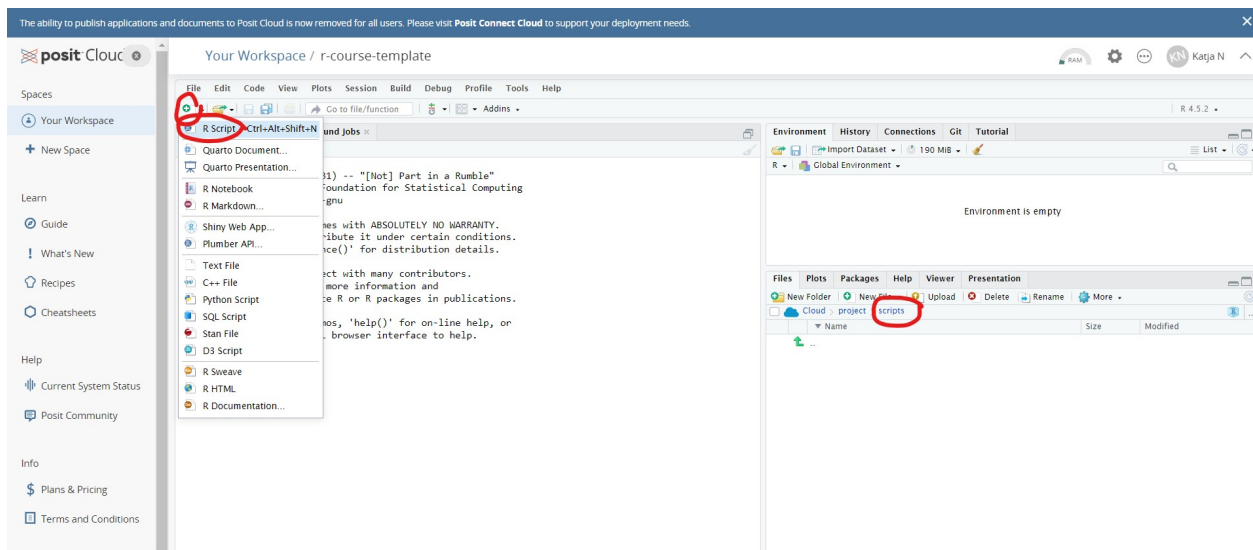 The ability to publish applications and documents to Posit Cloud is now removed for all users. Please visit Posit Connect Cloud to support your deployment needs.
posit Cloud
Your Workspace / r-course-template
RAM
KN Katja N
Spaces
Your Workspace
+ New Space
Learn
Guide
What's New
Recipes
Cheatsheets
Help
Current System Status
Posit Community
Info
Plans & Pricing
Terms and Conditions
File Edit Code View Plots Session Build Debug Profile Tools Help
Go to file/function Addins
R 4.5.2
R Script Ctrl+Alt+Shift+N
Quarto Document...
Quarto Presentation...
R Notebook
R Markdown...
Shiny Web App...
Plumber API...
Text File
C++ File
Python Script
SQL Script
Stan File
D3 Script
R Sweave
R HTML
R Documentation...
und Jobs
31) -- "[Not] Part in a Rumble"
Foundation for Statistical Computing
-gnu
mes with ABSOLUTELY NO WARRANTY.
ribute it under certain conditions.
nce()' for distribution details.
ect with many contributors.
more information and
te R or R packages in publications.
mos, 'help()' for on-line help, or
browser interface to help.
Environment History Connections Git Tutorial
Import Dataset 190 MiB List
R Global Environment
Environment is empty
Files Plots Packages Help Viewer Presentation
New Folder New File Upload Delete Rename More
Cloud project scripts
Name Size Modified
..